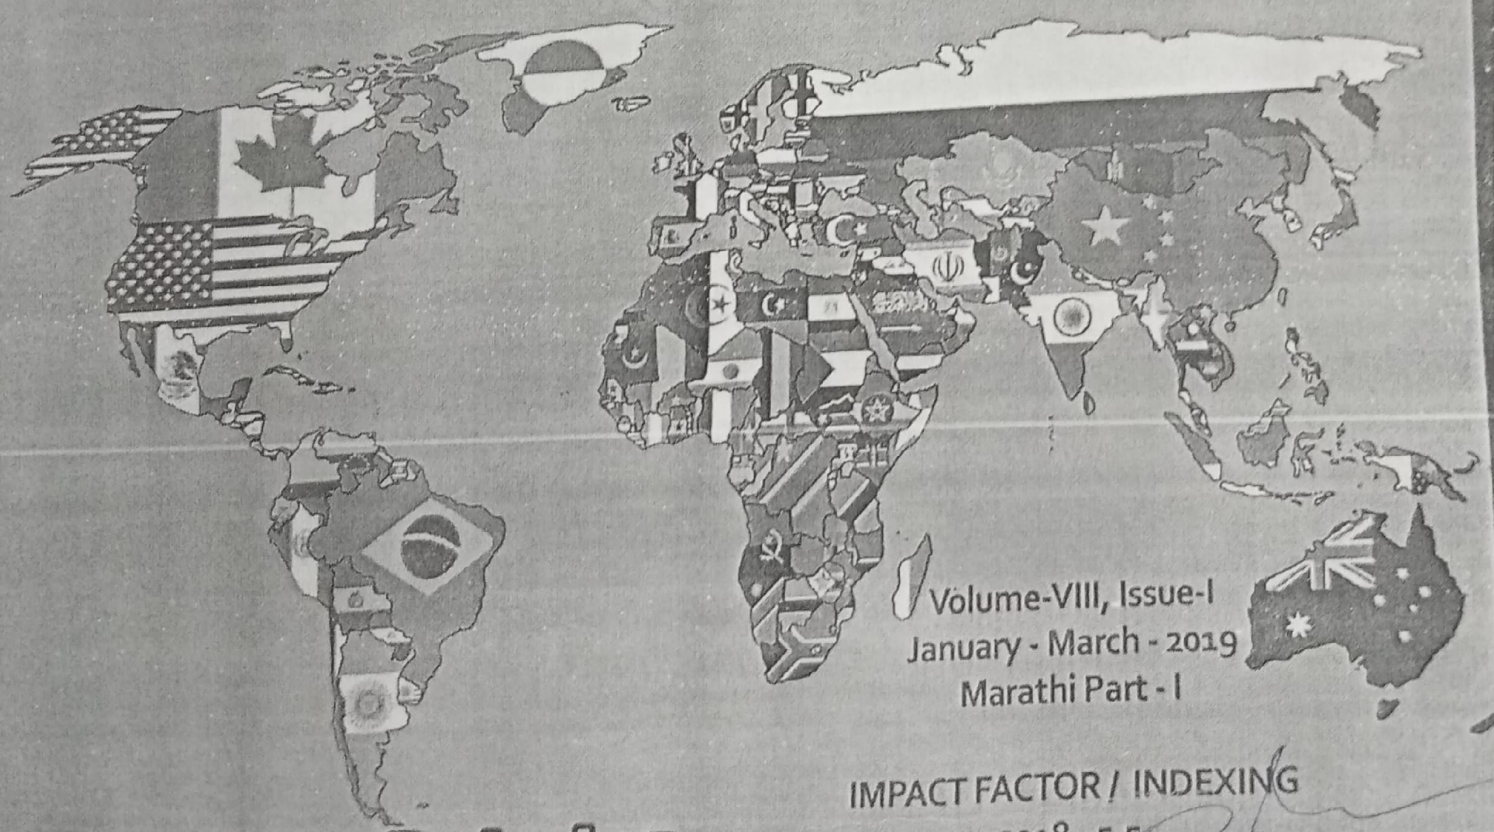 Volume-VIII, Issue-I
January - March - 2019
Marathi Part - I
IMPACT FACTOR / INDEXING